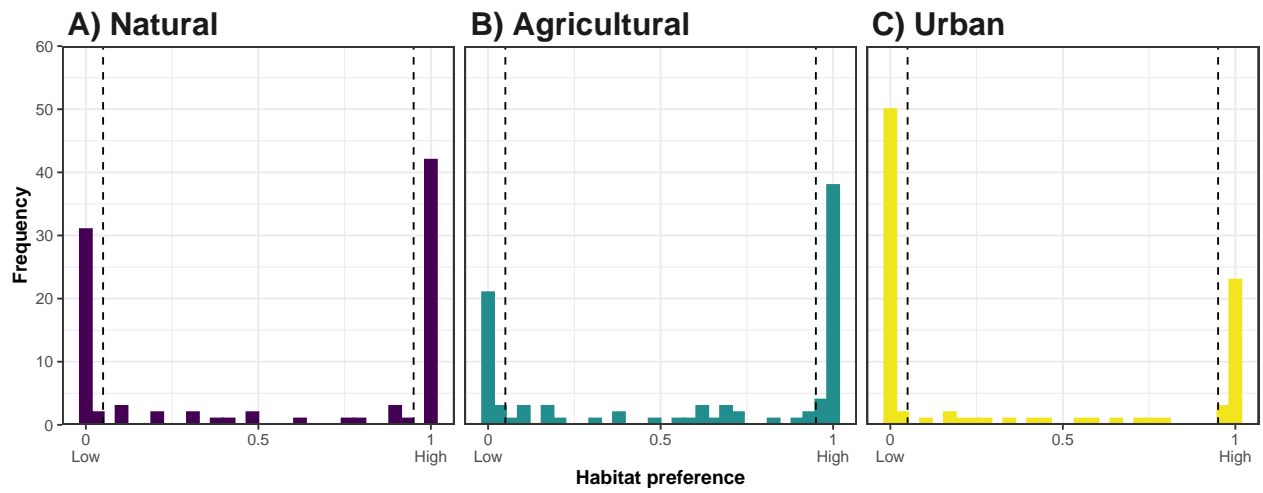 A) Natural
B) Agricultural
C) Urban
Frequency
60
50
40
30
20
10
0
0 0.5 1
Low High
0 0.5 1
Low High
0 0.5 1
Low High
Habitat preference